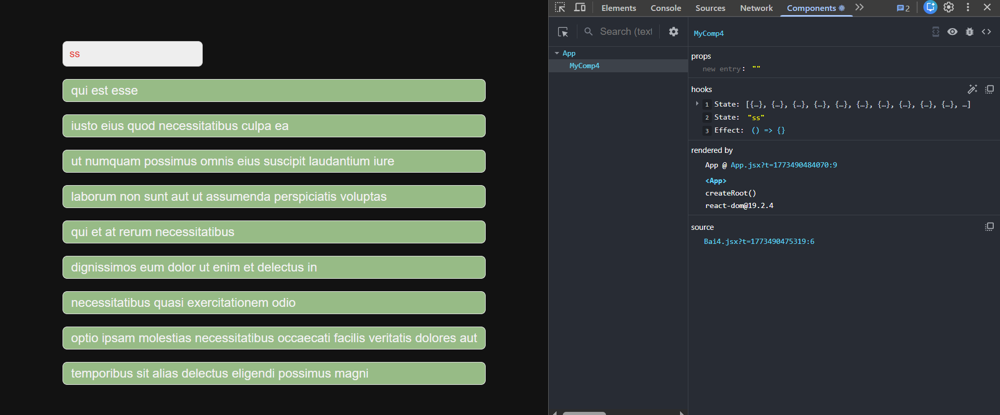 ss
qui est esse
iusto eius quod necessitatibus culpa ea
ut numquam possimus omnis eius suscipit laudantium iure
laborum non sunt aut ut assumenda perspiciatis voluptas
qui et at rerum necessitatibus
dignissimos eum dolor ut enim et delectus in
necessitatibus quasi exercitationem odio
optio ipsam molestias necessitatibus occaecati facilis veritatis dolores aut
temporibus sit alias delectus eligendi possimus magni
Elements Console Sources Network Components 2
Search (text
App
MyComp4
MyComp4
props
new entry: ""
hooks
1 State: [{…}, {…}, {…}, {…}, {…}, {…}, {…}, {…}, {…}, {…}, …]
2 State: "ss"
3 Effect: () => {}
rendered by
App @ App.jsx?t=1773490484070:9
<App>
createRoot()
react-dom@19.2.4
source
Bai4.jsx?t=1773490475319:6